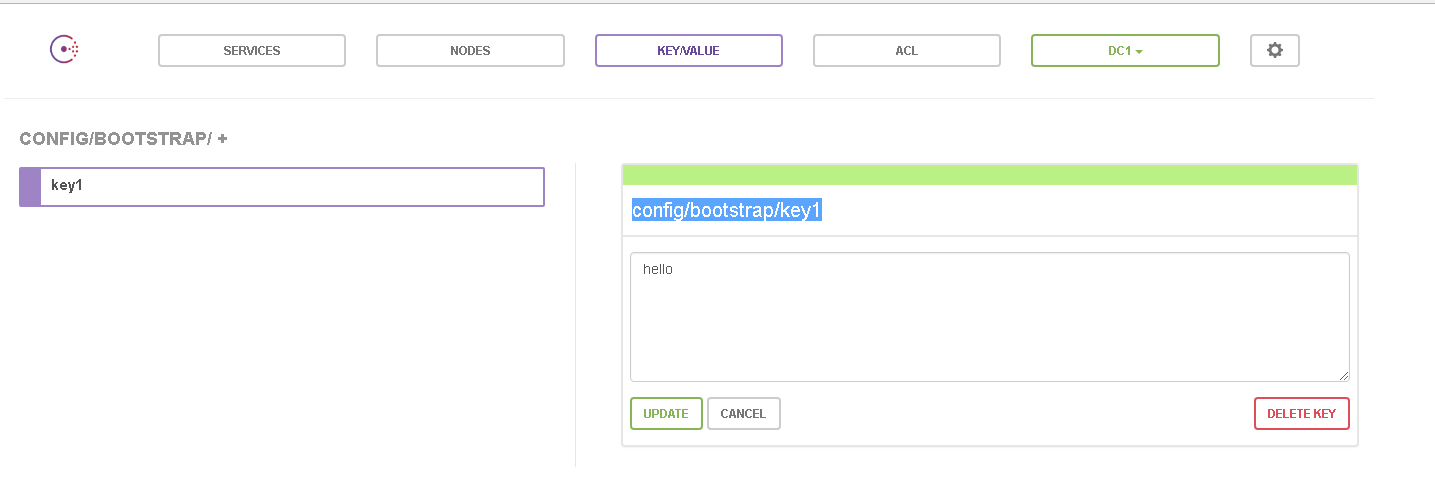 SERVICES NODES KEY/VALUE ACL DC1
CONFIG/BOOTSTRAP/ +
key1
config/bootstrap/key1
hello
UPDATE CANCEL DELETE KEY